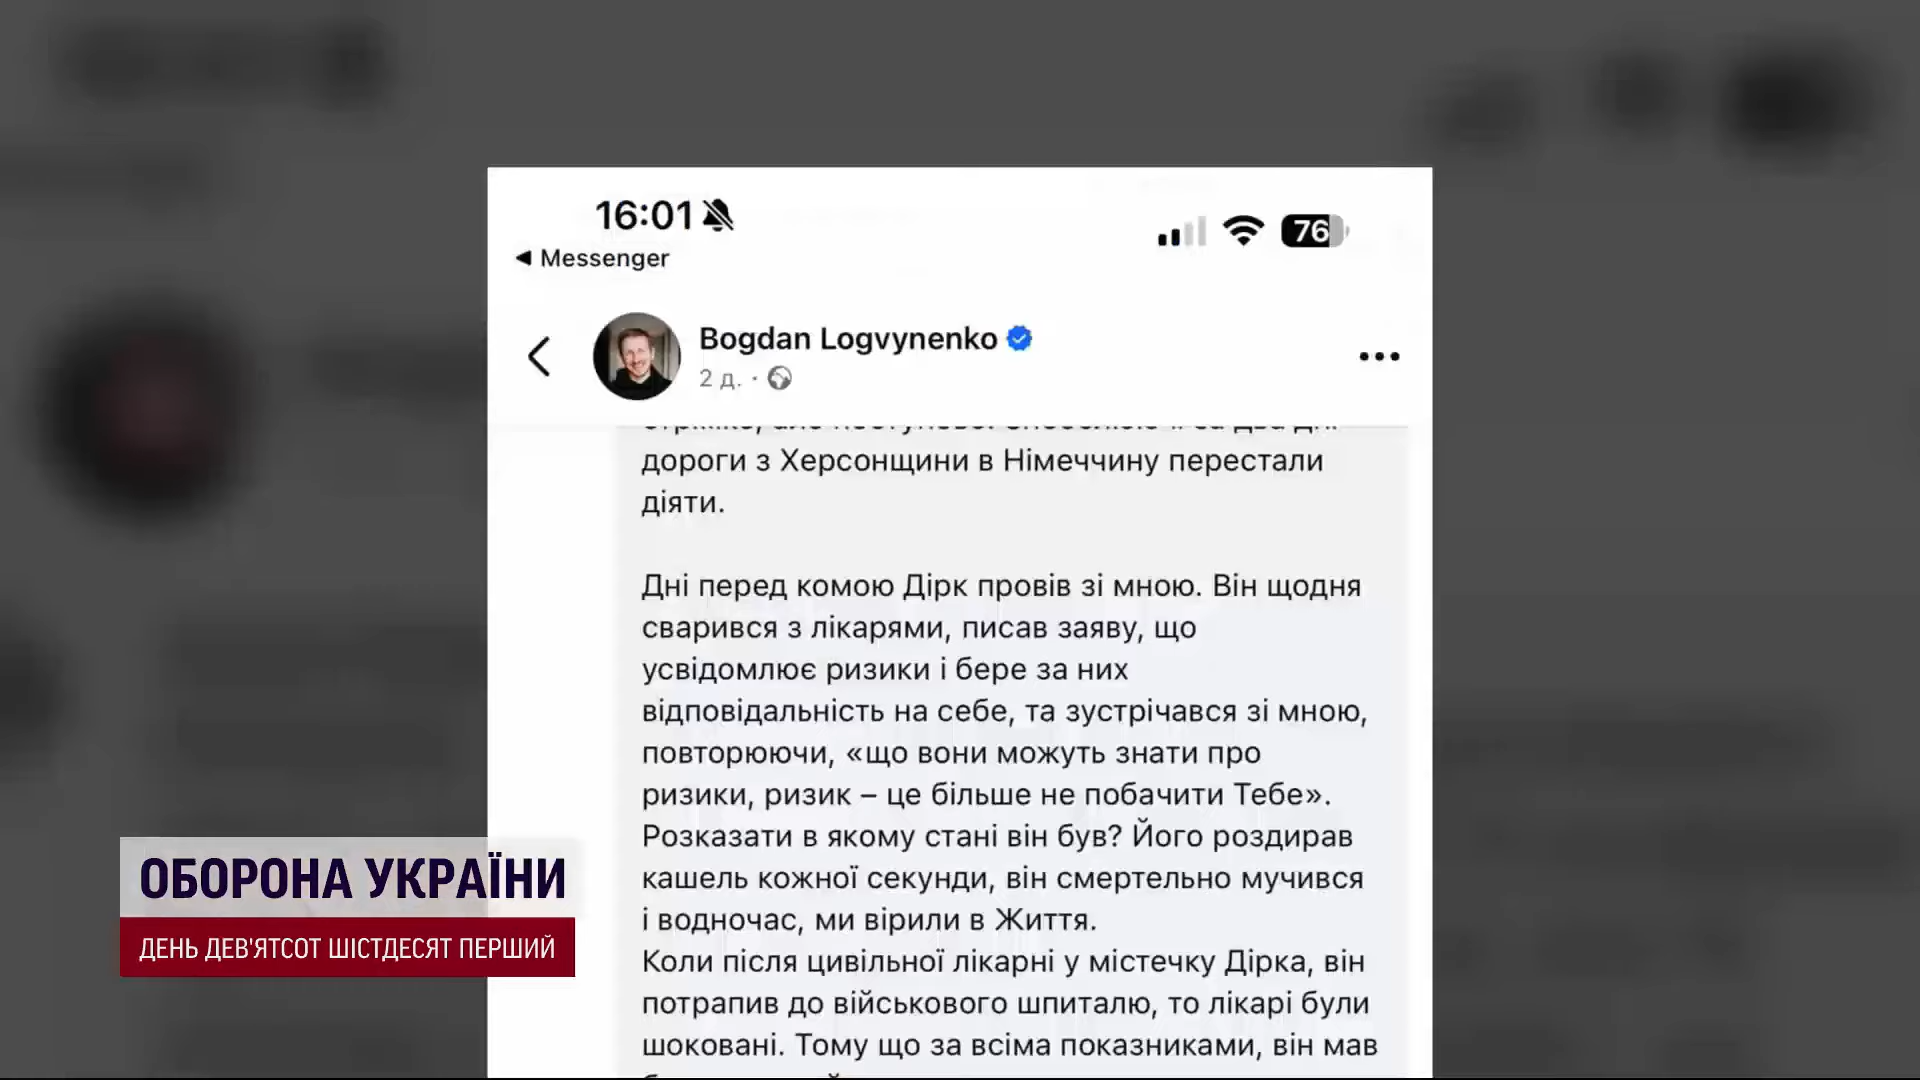 16:01
76
◀ Messenger
Bogdan Logvynenko
2 д. ·
дороги з Херсонщини в Німеччину перестали
діяти.
Дні перед комою Дірк провів зі мною. Він щодня
сварився з лікарями, писав заяву, що
усвідомлює ризики і бере за них
відповідальність на себе, та зустрічався зі мною,
повторюючи, «що вони можуть знати про
ризики, ризик – це більше не побачити Тебе».
Розказати в якому стані він був? Його роздирав
кашель кожної секунди, він смертельно мучився
і водночас, ми вірили в Життя.
Коли після цивільної лікарні у містечку Дірка, він
потрапив до військового шпиталю, то лікарі були
шоковані. Тому що за всіма показниками, він мав
ОБОРОНА УКРАЇНИ
ДЕНЬ ДЕВ'ЯТСОТ ШІСТДЕСЯТ ПЕРШИЙ